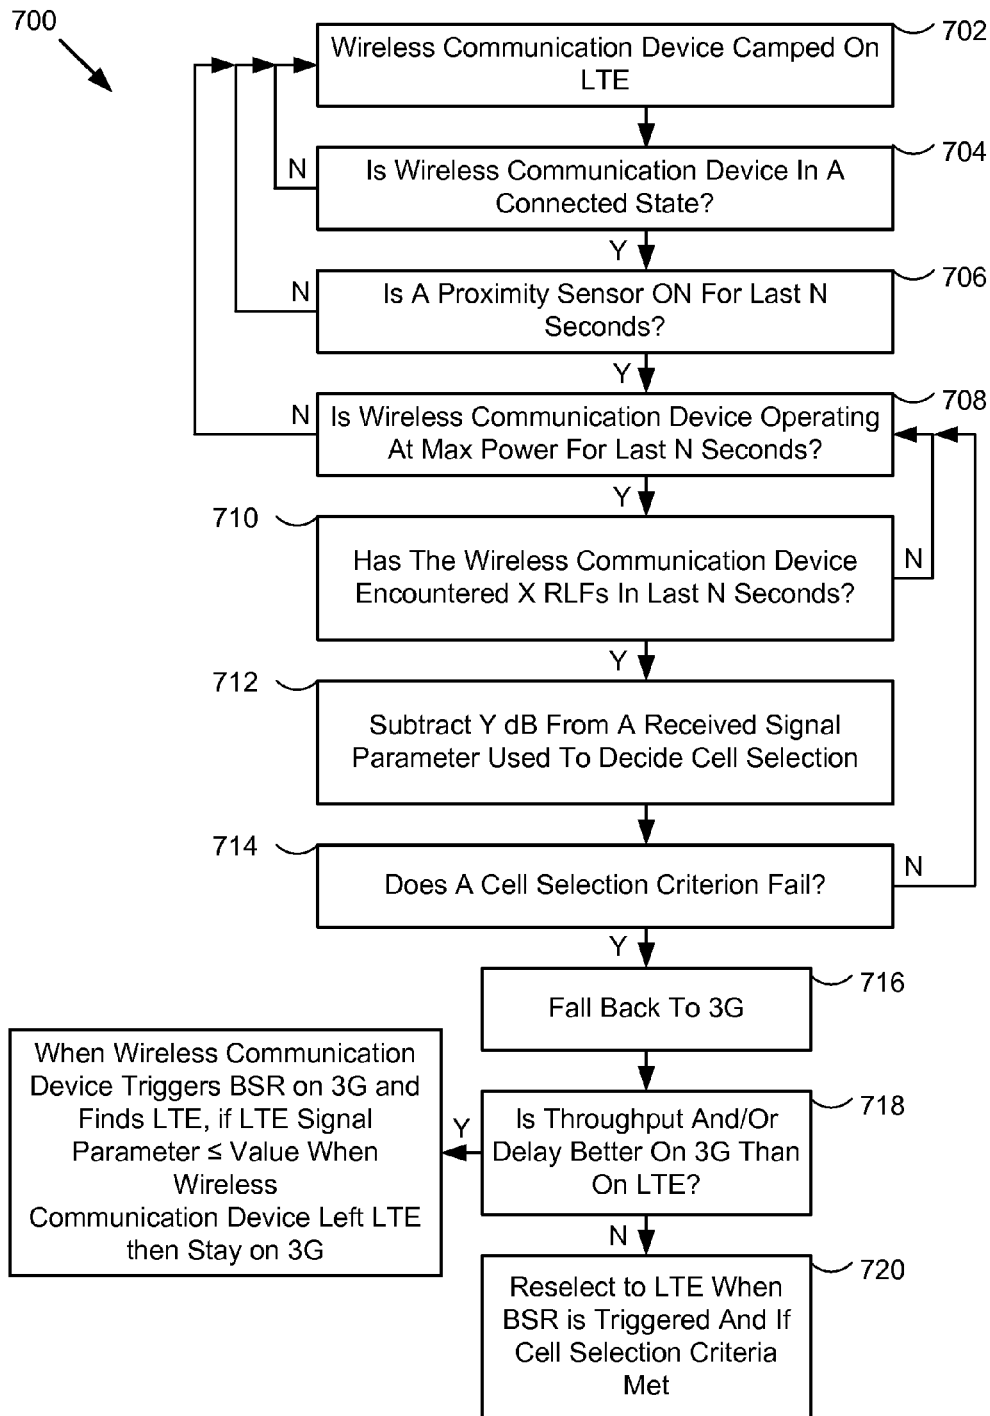 700
702
Wireless Communication Device Camped On
LTE
704
N
Is Wireless Communication Device In A
Connected State?
Y
706
N
Is A Proximity Sensor ON For Last N
Seconds?
Y
708
N
Is Wireless Communication Device Operating
At Max Power For Last N Seconds?
Y
710
Has The Wireless Communication Device
Encountered X RLFs In Last N Seconds?
N
Y
712
Subtract Y dB From A Received Signal
Parameter Used To Decide Cell Selection
714
Does A Cell Selection Criterion Fail?
N
Y
716
Fall Back To 3G
718
Is Throughput And/Or
Delay Better On 3G Than
On LTE?
Y
When Wireless Communication
Device Triggers BSR on 3G and
Finds LTE, if LTE Signal
Parameter ≤ Value When
Wireless
Communication Device Left LTE
then Stay on 3G
N
720
Reselect to LTE When
BSR is Triggered And If
Cell Selection Criteria
Met